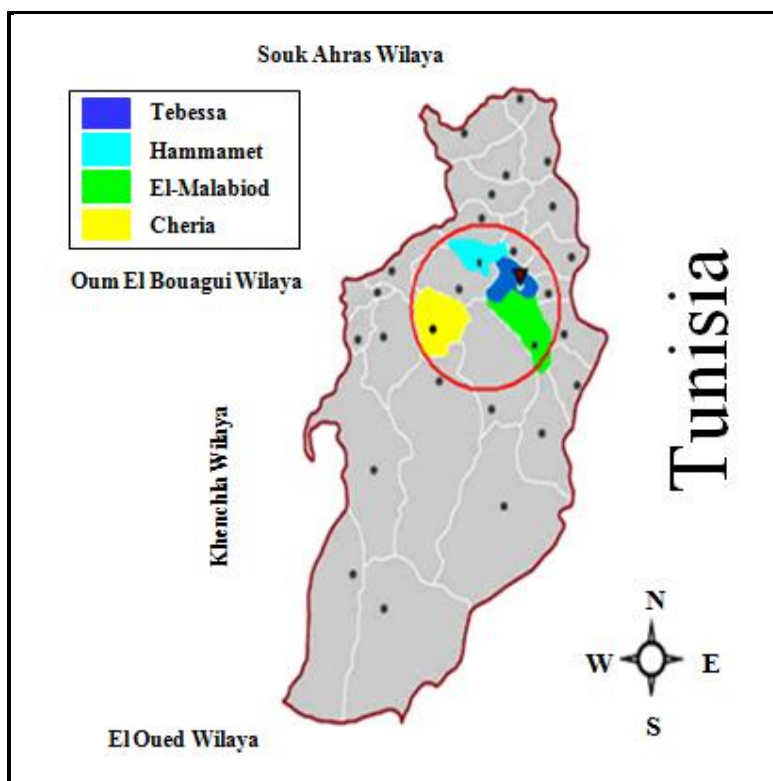 Souk Ahras Wilaya
Tebessa
Hammamet
El-Malabiod
Cheria
Oum El Bouagui Wilaya
Tunisia
Khenchla Wilaya
N
W
E
S
El Oued Wilaya